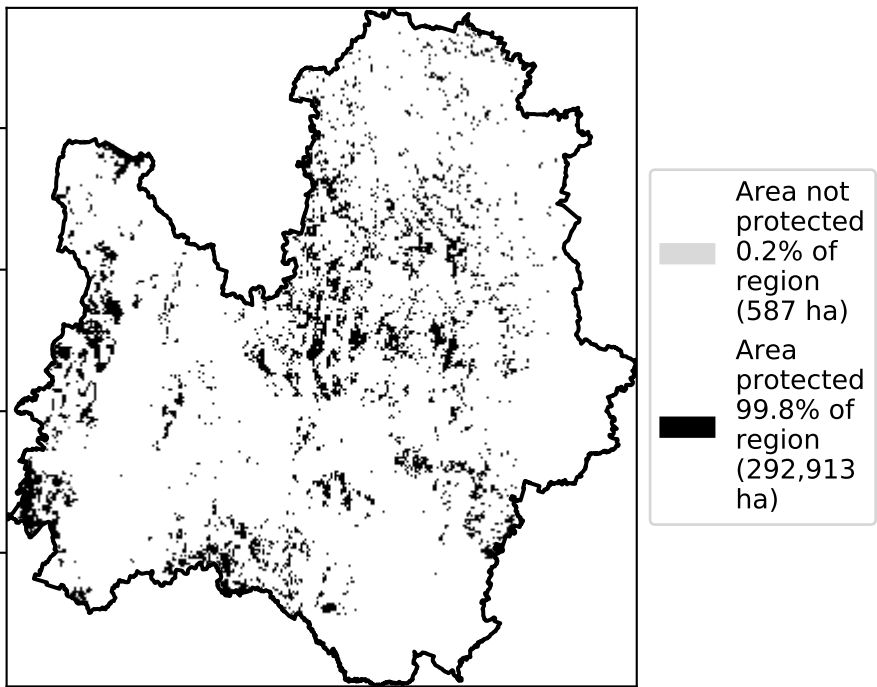 Area not
protected
0.2% of
region
(587 ha)
Area
protected
99.8% of
region
(292,913
ha)